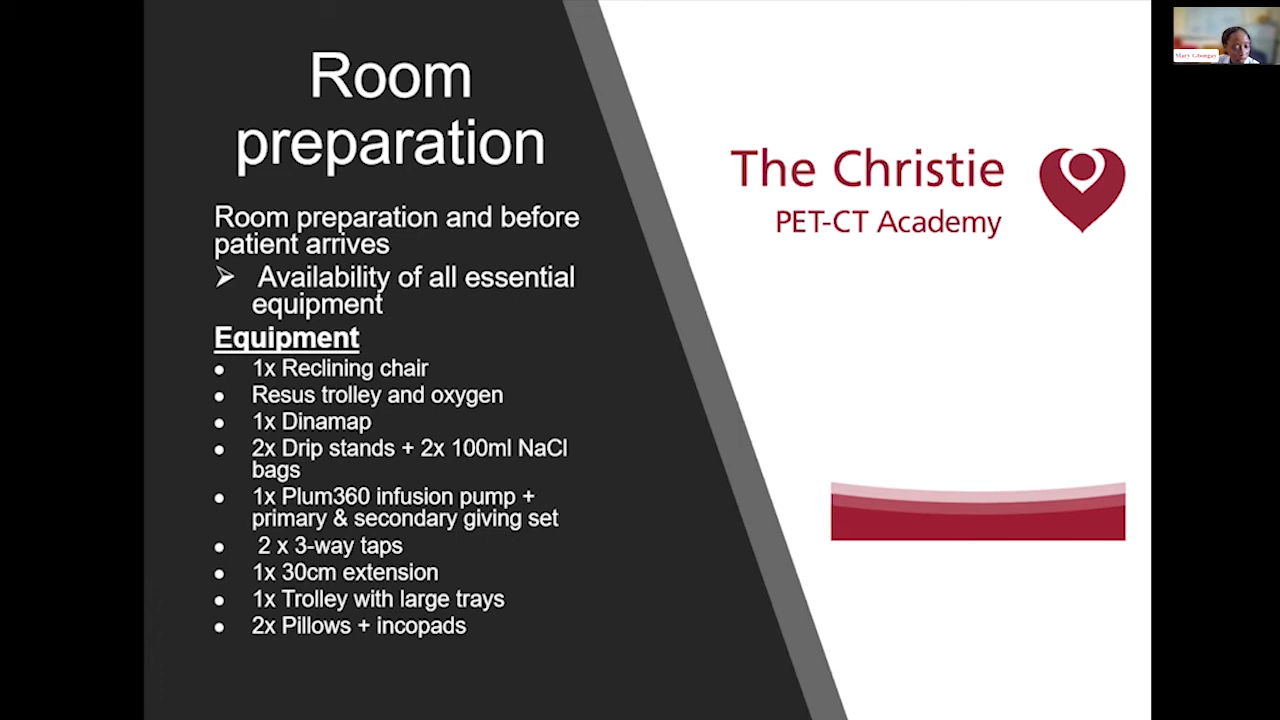 Room
preparation
Room preparation and before
patient arrives
➢ Availability of all essential
equipment
Equipment
• 1x Reclining chair
• Resus trolley and oxygen
• 1x Dinamap
• 2x Drip stands + 2x 100ml NaCl
bags
• 1x Plum360 infusion pump +
primary & secondary giving set
• 2 x 3-way taps
• 1x 30cm extension
• 1x Trolley with large trays
• 2x Pillows + incopads
The Christie
PET-CT Academy
Mary Gbongay